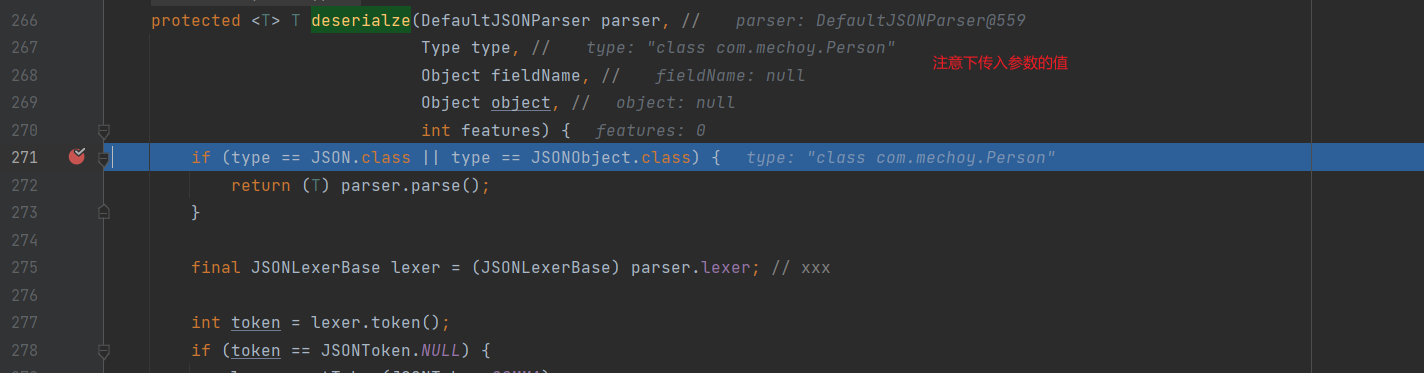 266 protected <T> T deserialze(DefaultJSONParser parser, // parser: DefaultJSONParser@559
267 Type type, // type: "class com.mechoy.Person"
注意下传入参数的值
268 Object fieldName, // fieldName: null
269 Object object, // object: null
270 int features) { features: 0
271 if (type == JSON.class || type == JSONObject.class) { type: "class com.mechoy.Person"
272 return (T) parser.parse();
273 }
274
275 final JSONLexerBase lexer = (JSONLexerBase) parser.lexer; // xxx
276
277 int token = lexer.token();
278 if (token == JSONToken.NULL) {